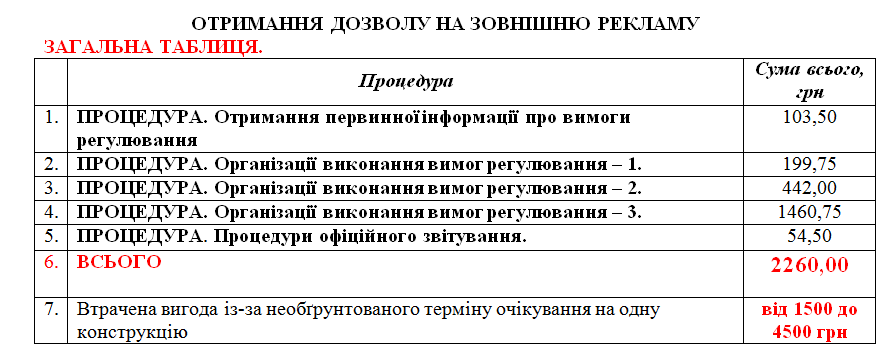 ОТРИМАННЯ ДОЗВОЛУ НА ЗОВНІШНЮ РЕКЛАМУ
ЗАГАЛЬНА ТАБЛИЦЯ.
Процедура
Сума всього,
грн
1. ПРОЦЕДУРА. Отримання первинної інформації про вимоги
регулювання
103,50
2. ПРОЦЕДУРА. Організації виконання вимог регулювання – 1. 199,75
3. ПРОЦЕДУРА. Організації виконання вимог регулювання – 2. 442,00
4. ПРОЦЕДУРА. Організації виконання вимог регулювання – 3. 1460,75
5. ПРОЦЕДУРА. Процедури офіційного звітування. 54,50
6. ВСЬОГО 2260,00
7. Втрачена вигода із-за необґрунтованого терміну очікування на одну
конструкцію
від 1500 до
4500 грн